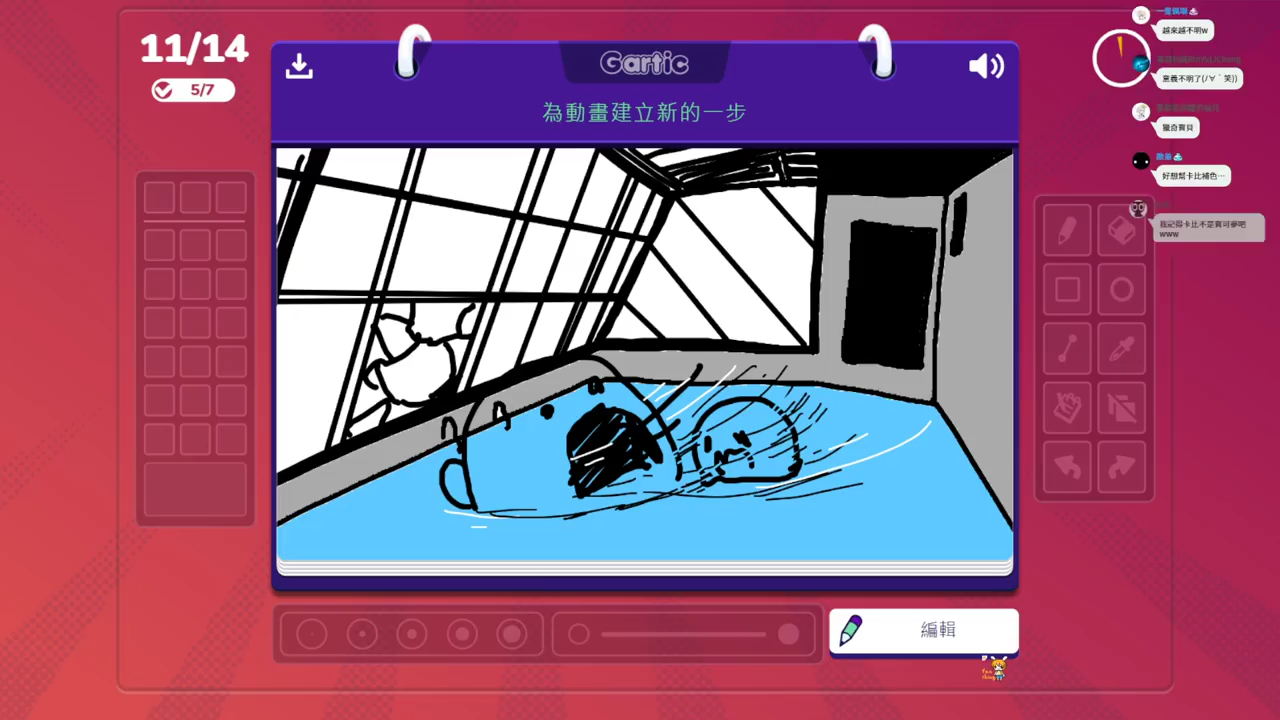 11/14
5/7
Gartic
為動畫建立新的一步
越來越不明w
意義不明了(ﾉ∀`笑))
獵奇寶貝
好想幫卡比補色…
我記得卡比不是寶可夢吧
www
編輯